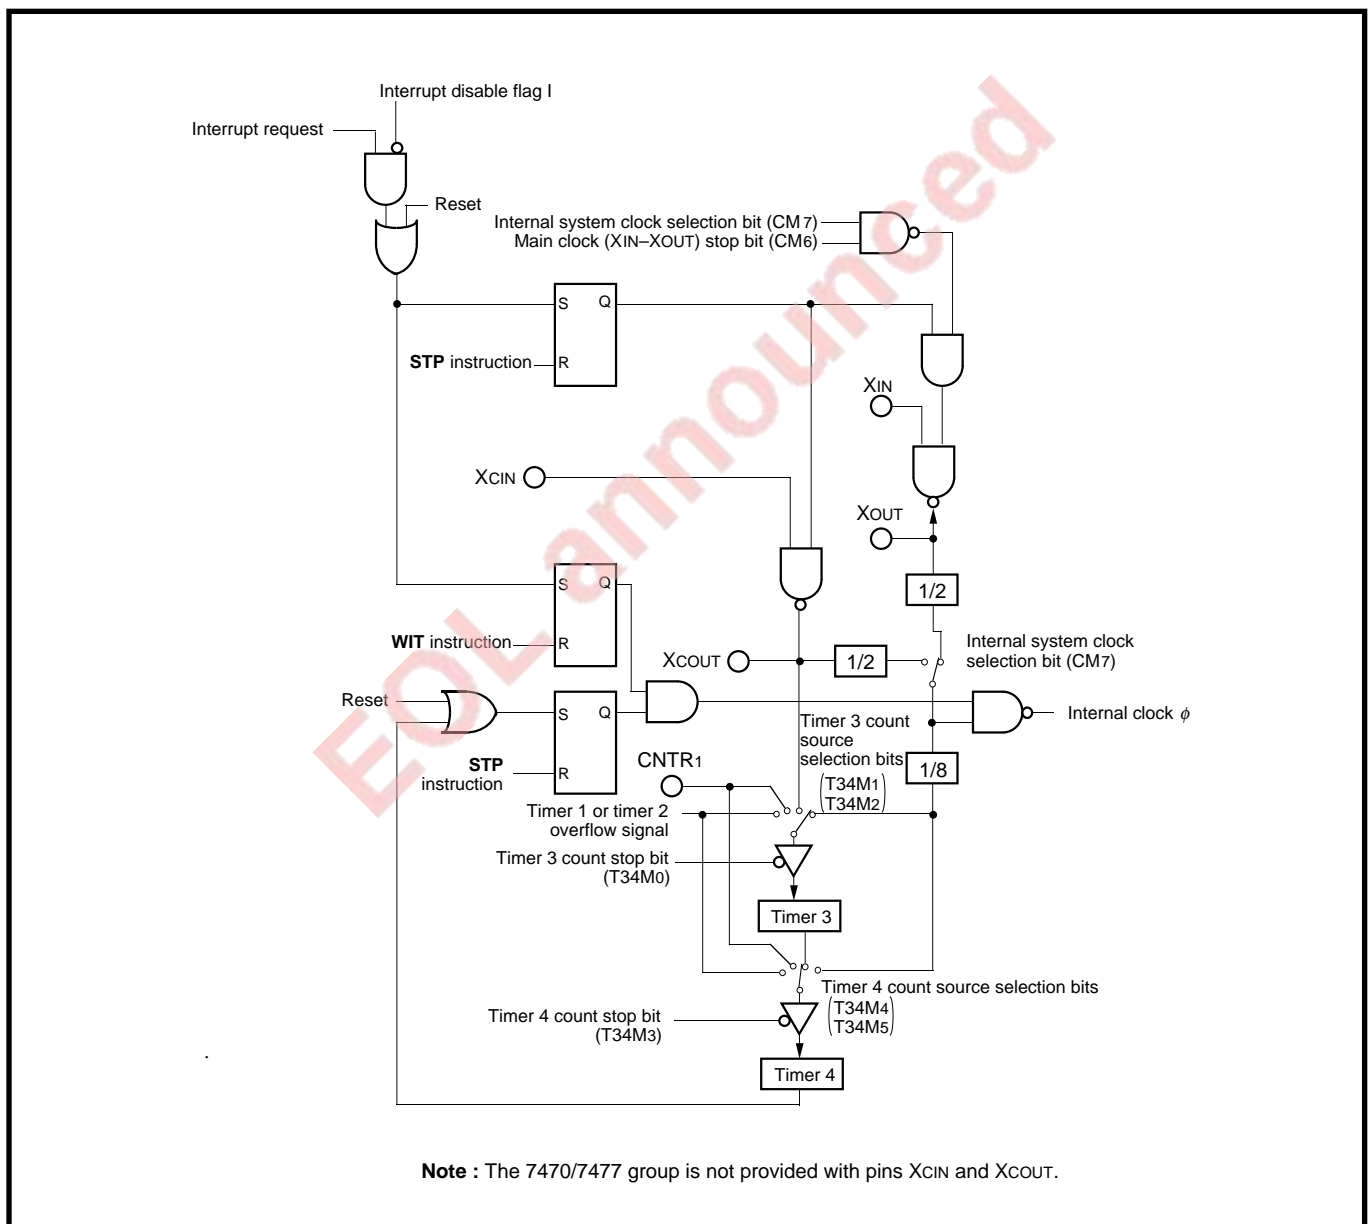 Interrupt disable flag I
Interrupt request
Reset
Internal system clock selection bit (CM7)
Main clock (XIN–XOUT) stop bit (CM6)
S Q
STP instruction
R
XIN
XCIN
XOUT
1/2
S Q
WIT instruction
R
XCOUT
1/2
Internal system clock
selection bit (CM7)
Reset
S Q
Internal clock ϕ
STP
instruction
R
Timer 3 count
source
selection bits
(T34M1
T34M2)
1/8
CNTR1
Timer 1 or timer 2
overflow signal
Timer 3 count stop bit
(T34M0)
Timer 3
Timer 4 count source selection bits
(T34M4
T34M5)
Timer 4 count stop bit
(T34M3)
Timer 4
Note : The 7470/7477 group is not provided with pins XCIN and XCOUT.
EOL announced